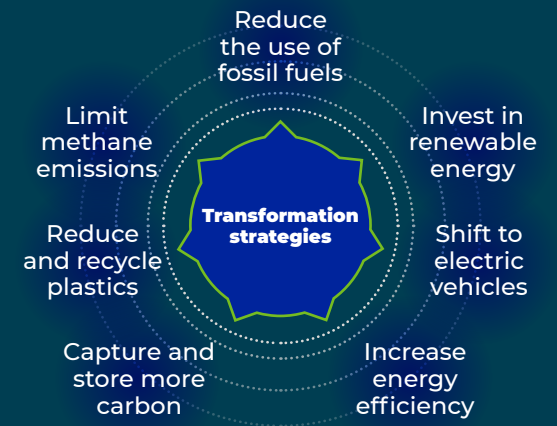 Reduce
the use of
fossil fuels
Limit
methane
emissions
Invest in
renewable
energy
Transformation
strategies
Reduce
and recycle
plastics
Shift to
electric
vehicles
Capture and
store more
carbon
Increase
energy
efficiency